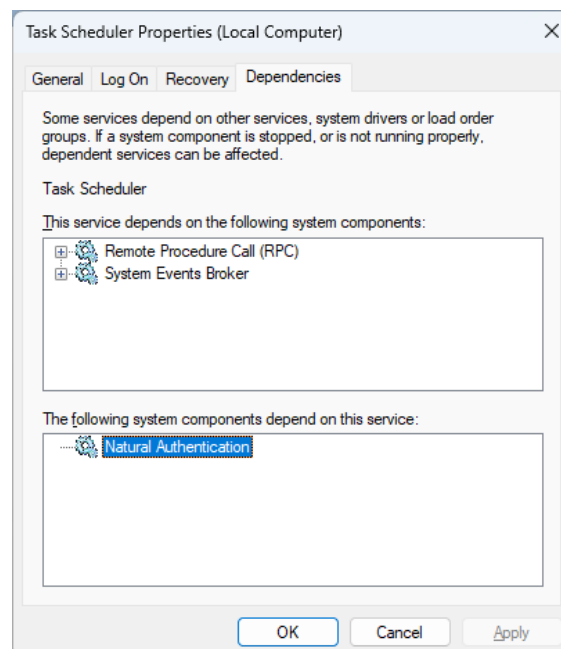 Task Scheduler Properties (Local Computer)
General Log On Recovery Dependencies
Some services depend on other services, system drivers or load order
groups. If a system component is stopped, or is not running properly,
dependent services can be affected.
Task Scheduler
This service depends on the following system components:
Remote Procedure Call (RPC)
System Events Broker
The following system components depend on this service:
Natural Authentication
OK Cancel Apply